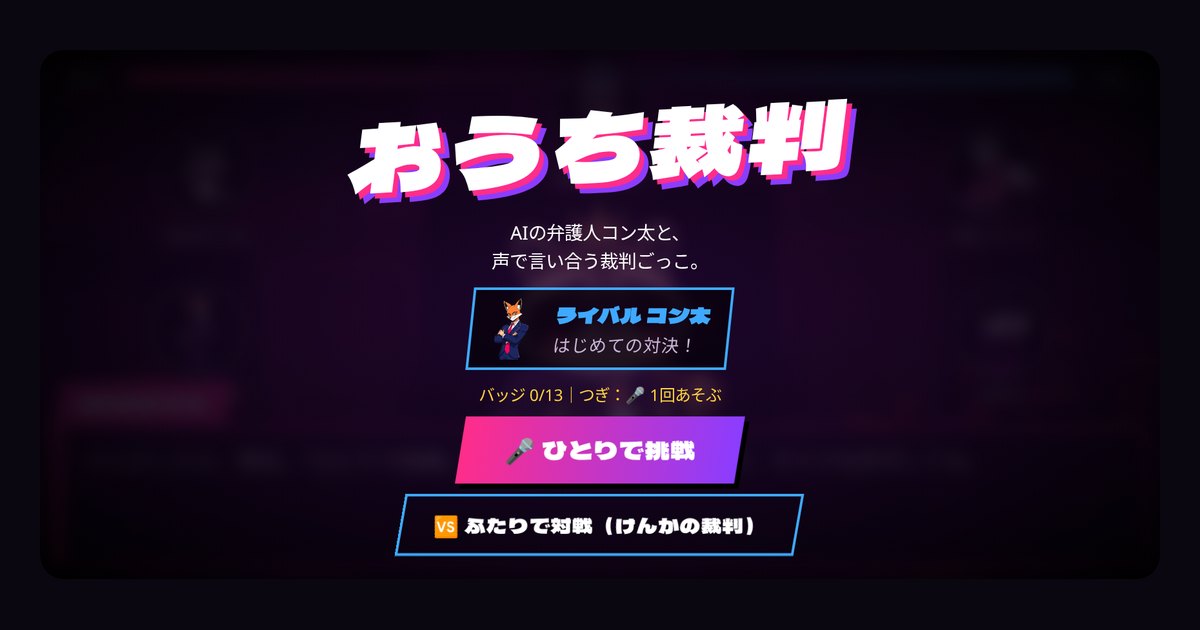 おうち裁判
AIの弁護人コン太と、
声で言い合う裁判ごっこ。
ライバル コン太
はじめての対決！
バッジ 0/13｜つぎ：🎤 1回あそぶ
🎤 ひとりで挑戦
🆚 ふたりで対戦（けんかの裁判）